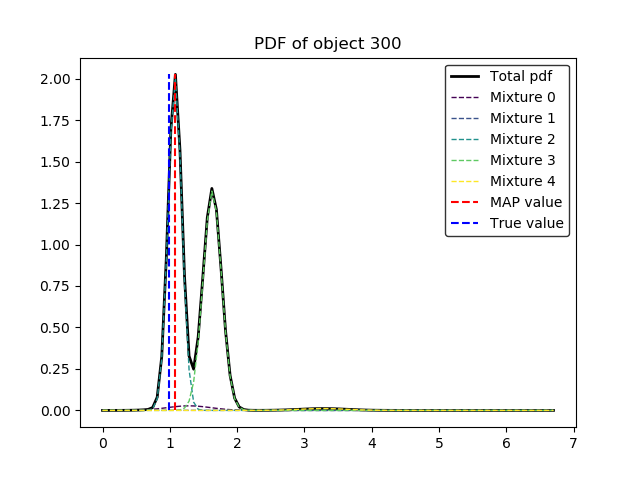 PDF of object 300
2.00
1.75
1.50
1.25
1.00
0.75
0.50
0.25
0.00
0 1 2 3 4 5 6 7
Total pdf
Mixture 0
Mixture 1
Mixture 2
Mixture 3
Mixture 4
MAP value
True value